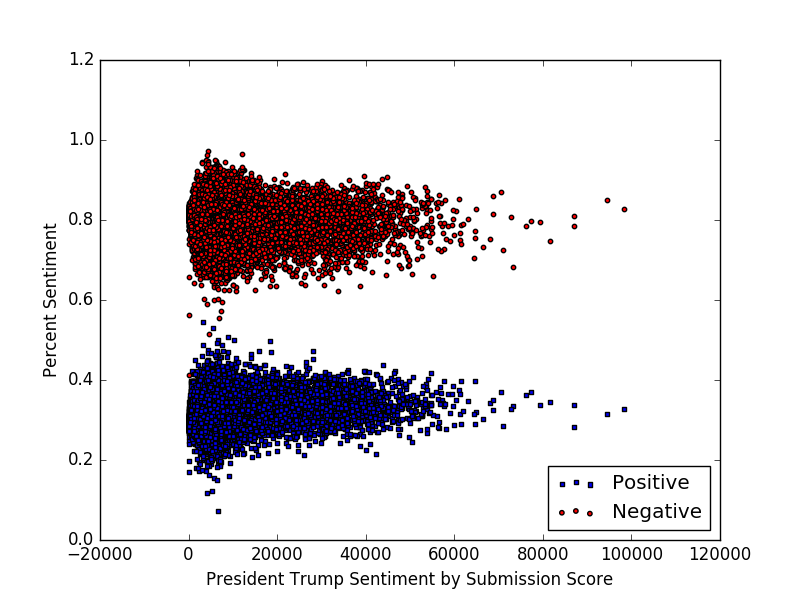 1.2
1.0
0.8
0.6
0.4
0.2
0.0
Percent Sentiment
Positive
Negative
−20000 0 20000 40000 60000 80000 100000 120000
President Trump Sentiment by Submission Score